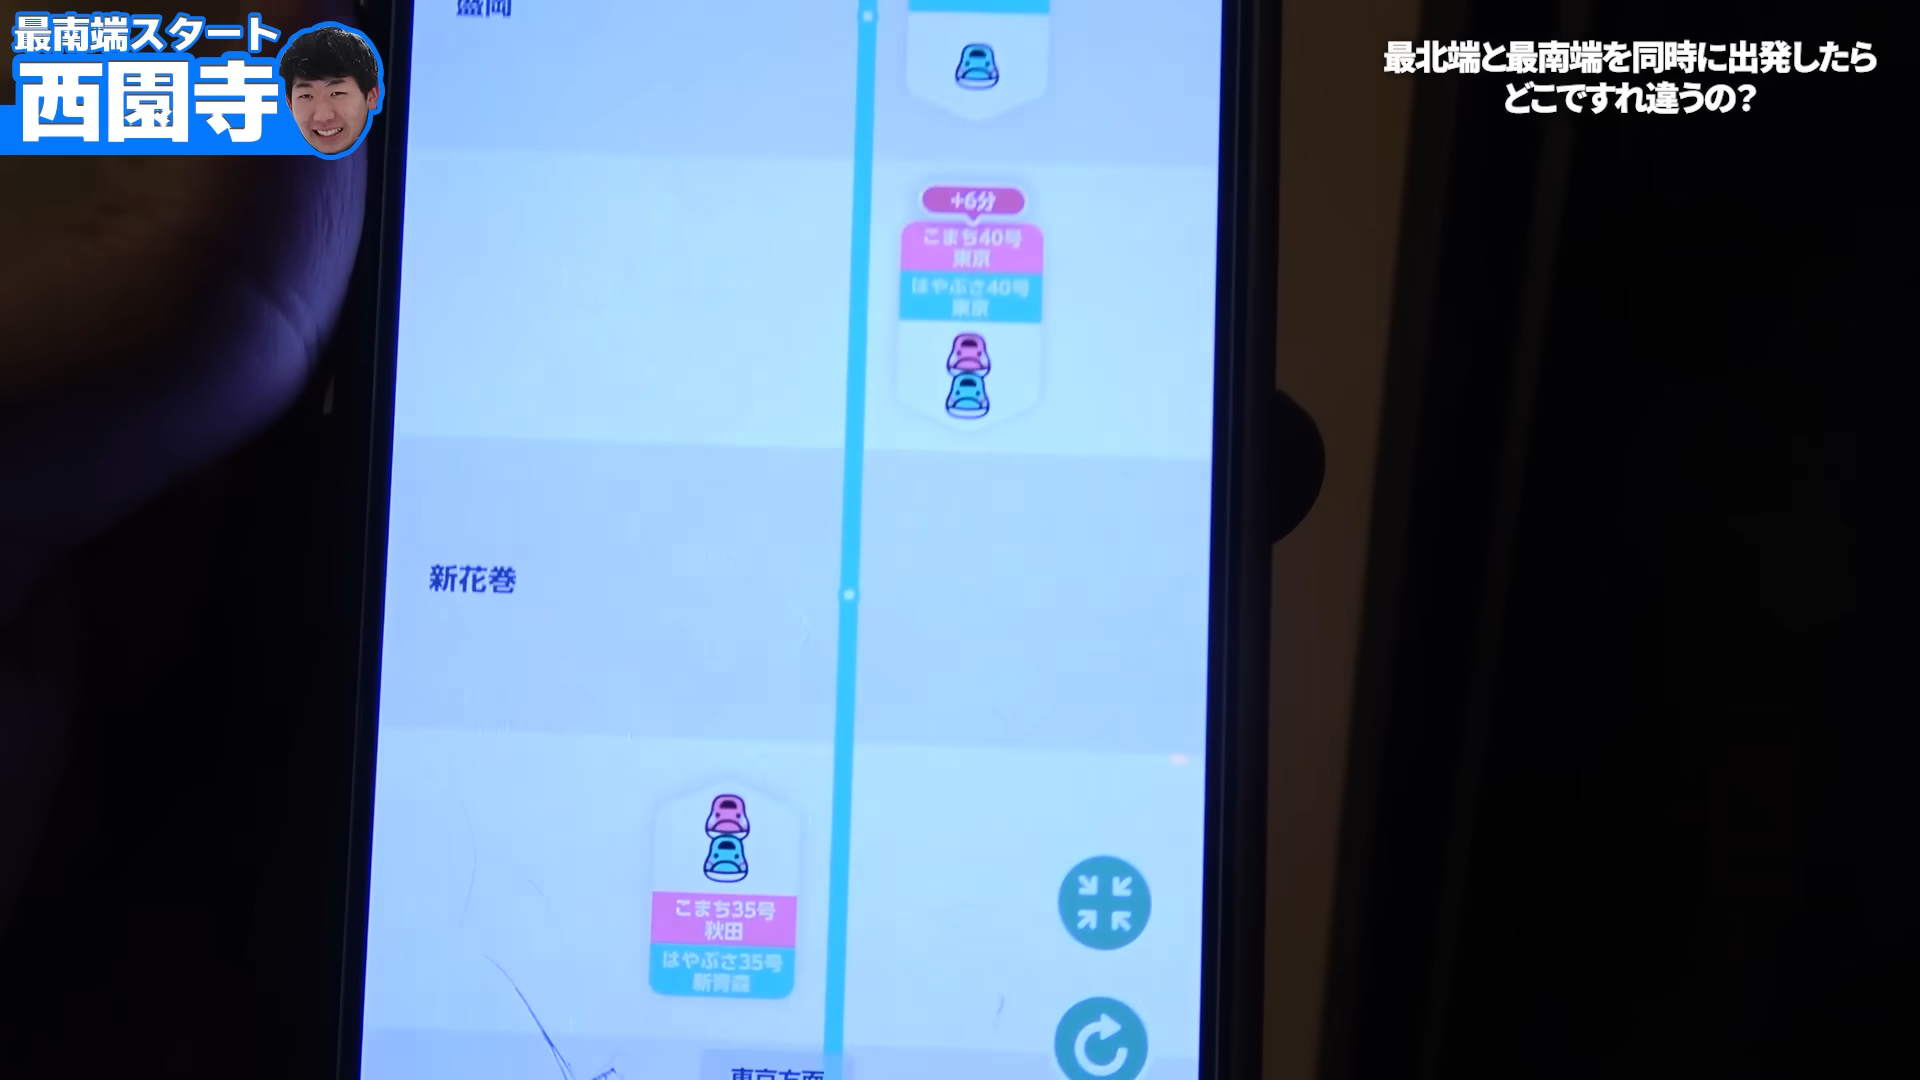 最南端スタート
西園寺
最北端と最南端を同時に出発したら
どこですれ違うの?
盛岡
+6分
こまち40号
東京
はやぶさ40号
東京
新花巻
こまち35号
秋田
はやぶさ35号
新青森
東京方面